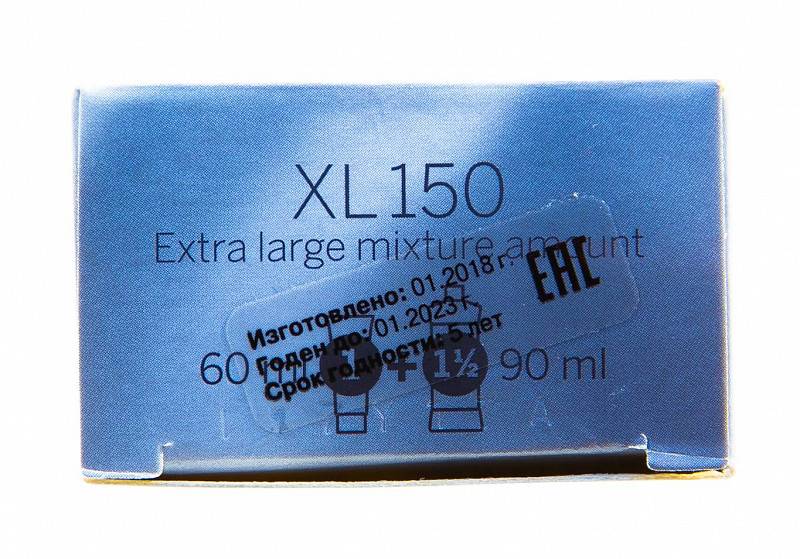 XL150
Extra large mixture amount
EAC
Изготовлено: 01.2018 г.
Годен до: 01.2023 г.
Срок годности: 5 лет
60 ml 1 + 1½ 90 ml